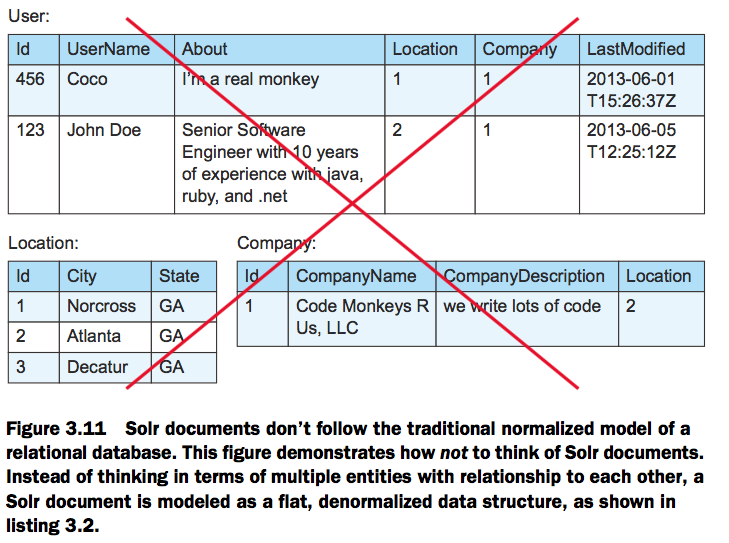 User:
Id UserName About Location Company LastModified
456 Coco I'm a real monkey 1 1 2013-06-01
T15:26:37Z
123 John Doe Senior Software 2 1 2013-06-05
Engineer with 10 years T12:25:12Z
of experience with java,
ruby, and .net
Location: Company:
Id City State Id CompanyName CompanyDescription Location
1 Norcross GA 1 Code Monkeys R we write lots of code 2
Us, LLC
2 Atlanta GA
3 Decatur GA
Figure 3.11 Solr documents don't follow the traditional normalized model of a
relational database. This figure demonstrates how not to think of Solr documents.
Instead of thinking in terms of multiple entities with relationship to each other, a
Solr document is modeled as a flat, denormalized data structure, as shown in
listing 3.2.